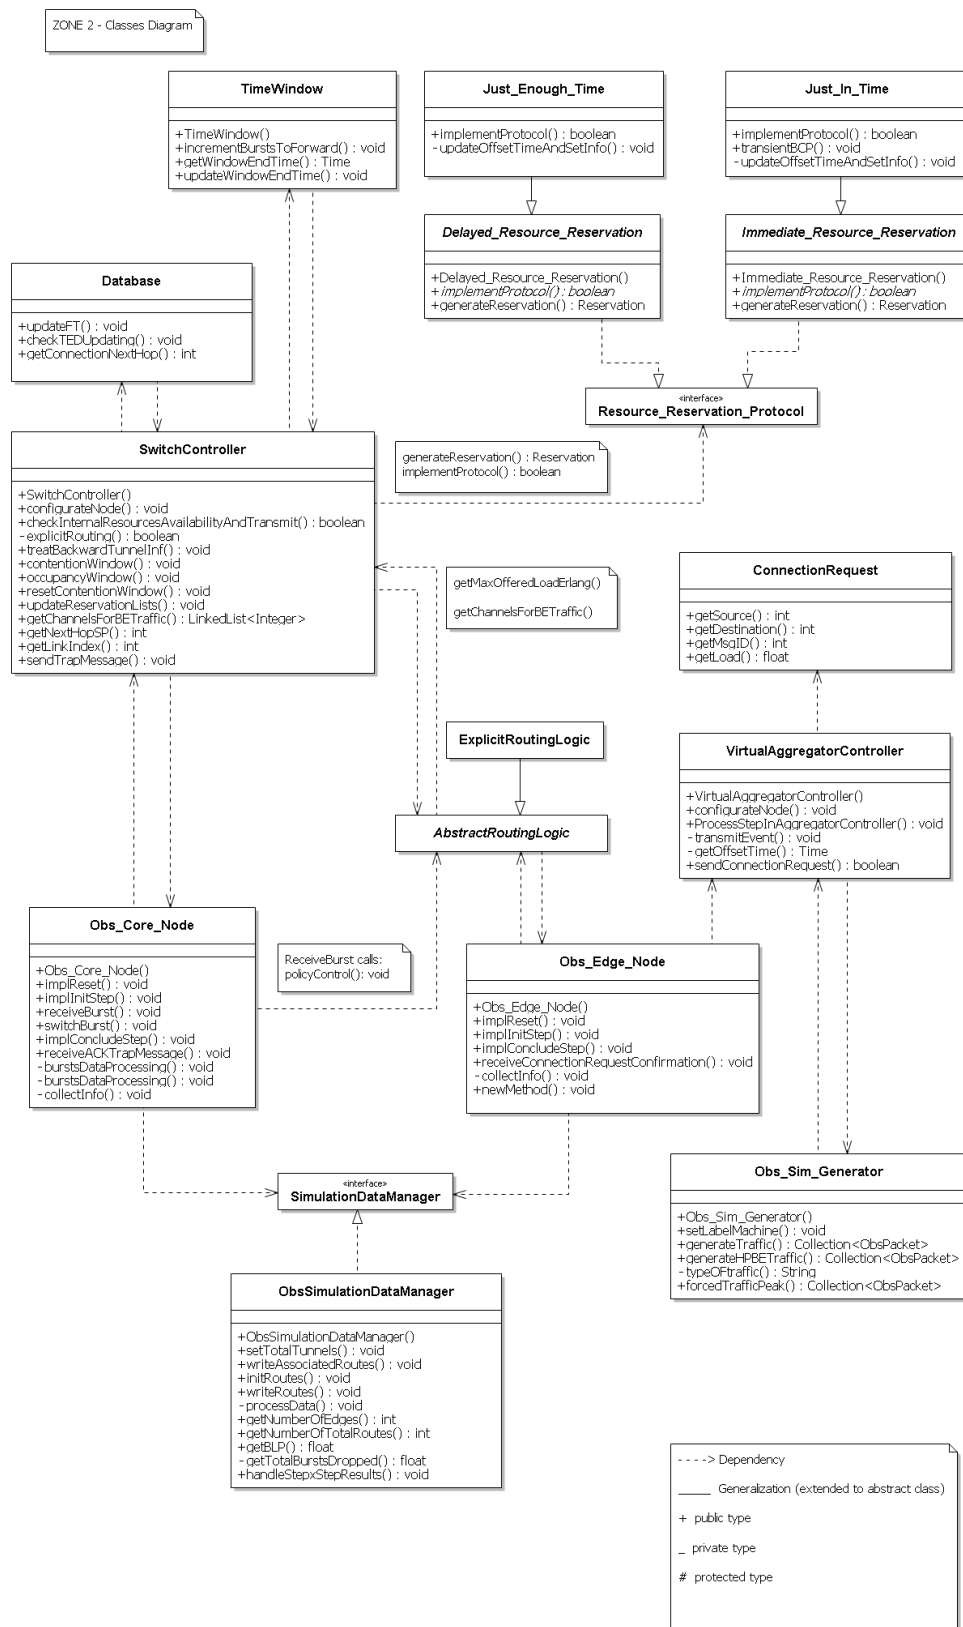 ZONE 2 - Classes Diagram
TimeWindow
+TimeWindow()
+incrementBurstsToForward() : void
+getWindowEndTime() : Time
+updateWindowEndTime() : void
Just_Enough_Time
+implementProtocol() : boolean
-updateOffsetTimeAndSetInfo() : void
Just_In_Time
+implementProtocol() : boolean
+transientBCP() : void
-updateOffsetTimeAndSetInfo() : void
Delayed_Resource_Reservation
+Delayed_Resource_Reservation()
+implementProtocol() : boolean
+generateReservation() : Reservation
Immediate_Resource_Reservation
+Immediate_Resource_Reservation()
+implementProtocol() : boolean
+generateReservation() : Reservation
Database
+updateFT() : void
+checkTEDUpdating() : void
+getConnectionNextHop() : int
«interface»
Resource_Reservation_Protocol
SwitchController
+SwitchController()
+configurateNode() : void
+checkInternalResourcesAvailabilityAndTransmit() : boolean
-explicitRouting() : boolean
+treatBackwardTunnelInf() : void
+contentionWindow() : void
+occupancyWindow() : void
+resetContentionWindow() : void
+updateReservationLists() : void
+getChannelsForBETraffic() : LinkedList<Integer>
+getNextHopSP() : int
+getLinkIndex() : int
+sendTrapMessage() : void
generateReservation() : Reservation
implementProtocol() : boolean
getMaxOfferedLoadErlang()
getChannelsForBETraffic()
ConnectionRequest
+getSource() : int
+getDestination() : int
+getMsgID() : int
+getLoad() : float
ExplicitRoutingLogic
AbstractRoutingLogic
VirtualAggregatorController
+VirtualAggregatorController()
+configurateNode() : void
+ProcessStepInAggregatorController() : void
-transmitEvent() : void
-getOffsetTime() : Time
+sendConnectionRequest() : boolean
Obs_Core_Node
+Obs_Core_Node()
+implReset() : void
+implInitStep() : void
+receiveBurst() : void
+switchBurst() : void
+implConcludeStep() : void
+receiveACKTrapMessage() : void
-burstsDataProcessing() : void
-burstsDataProcessing() : void
-collectInfo() : void
ReceiveBurst calls:
policyControl(): void
Obs_Edge_Node
+Obs_Edge_Node()
+implReset() : void
+implInitStep() : void
+implConcludeStep() : void
+receiveConnectionRequestConfirmation() : void
-collectInfo() : void
+newMethod() : void
«interface»
SimulationDataManager
Obs_Sim_Generator
+Obs_Sim_Generator()
+setLabelMachine() : void
+generateTraffic() : Collection<ObsPacket>
+generateHPBETraffic() : Collection<ObsPacket>
-typeOFtraffic() : String
+forcedTrafficPeak() : Collection<ObsPacket>
ObsSimulationDataManager
+ObsSimulationDataManager()
+setTotalTunnels() : void
+writeAssociatedRoutes() : void
+initRoutes() : void
+writeRoutes() : void
-processData() : void
+getNumberOfEdges() : int
+getNumberOfTotalRoutes() : int
+getBLP() : float
-getTotalBurstsDropped() : float
+handleStepxStepResults() : void
----> Dependency
_____ Generalization (extended to abstract class)
+ public type
_ private type
# protected type